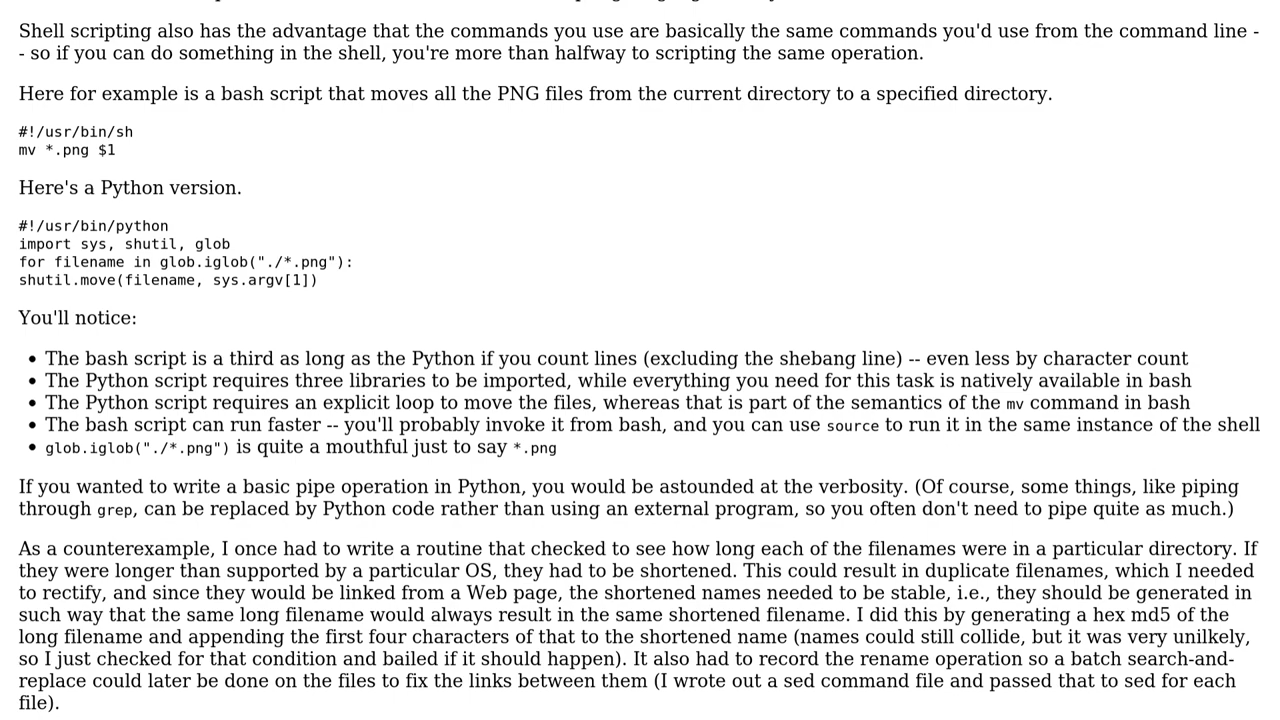 Shell scripting also has the advantage that the commands you use are basically the same commands you'd use from the command line -
- so if you can do something in the shell, you're more than halfway to scripting the same operation.
Here for example is a bash script that moves all the PNG files from the current directory to a specified directory.
#!/usr/bin/sh
mv *.png $1
Here's a Python version.
#!/usr/bin/python
import sys, shutil, glob
for filename in glob.iglob("./*.png"):
shutil.move(filename, sys.argv[1])
You'll notice:
• The bash script is a third as long as the Python if you count lines (excluding the shebang line) -- even less by character count
• The Python script requires three libraries to be imported, while everything you need for this task is natively available in bash
• The Python script requires an explicit loop to move the files, whereas that is part of the semantics of the mv command in bash
• The bash script can run faster -- you'll probably invoke it from bash, and you can use source to run it in the same instance of the shell
• glob.iglob("./*.png") is quite a mouthful just to say *.png
If you wanted to write a basic pipe operation in Python, you would be astounded at the verbosity. (Of course, some things, like piping
through grep, can be replaced by Python code rather than using an external program, so you often don't need to pipe quite as much.)
As a counterexample, I once had to write a routine that checked to see how long each of the filenames were in a particular directory. If
they were longer than supported by a particular OS, they had to be shortened. This could result in duplicate filenames, which I needed
to rectify, and since they would be linked from a Web page, the shortened names needed to be stable, i.e., they should be generated in
such way that the same long filename would always result in the same shortened filename. I did this by generating a hex md5 of the
long filename and appending the first four characters of that to the shortened name (names could still collide, but it was very unilkely,
so I just checked for that condition and bailed if it should happen). It also had to record the rename operation so a batch search-and-
replace could later be done on the files to fix the links between them (I wrote out a sed command file and passed that to sed for each
file).